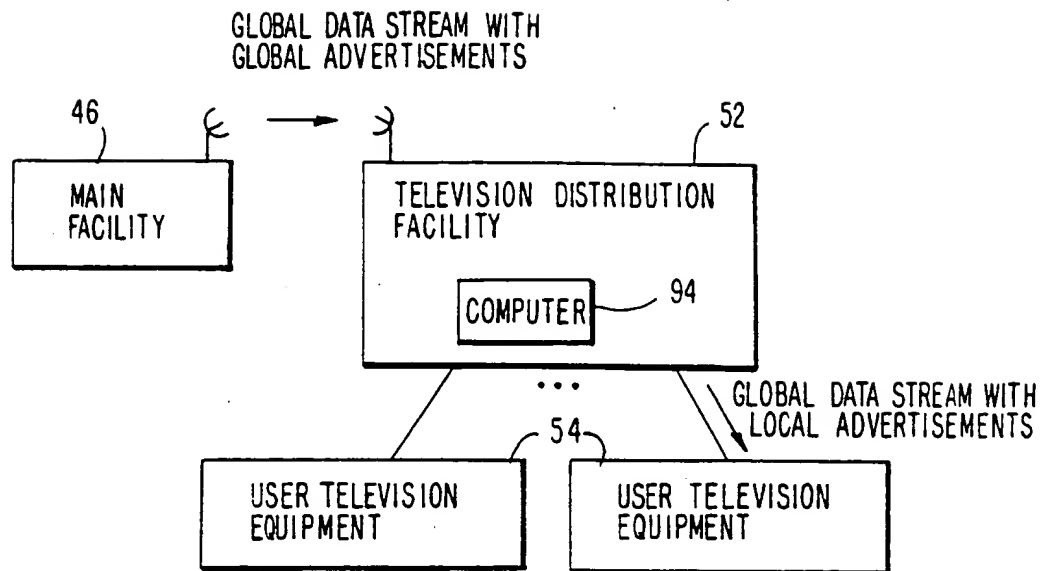 GLOBAL DATA STREAM WITH
GLOBAL ADVERTISEMENTS
46
52
MAIN
FACILITY
TELEVISION DISTRIBUTION
FACILITY
COMPUTER
94
...
GLOBAL DATA STREAM WITH
LOCAL ADVERTISEMENTS
54
USER TELEVISION
EQUIPMENT
USER TELEVISION
EQUIPMENT